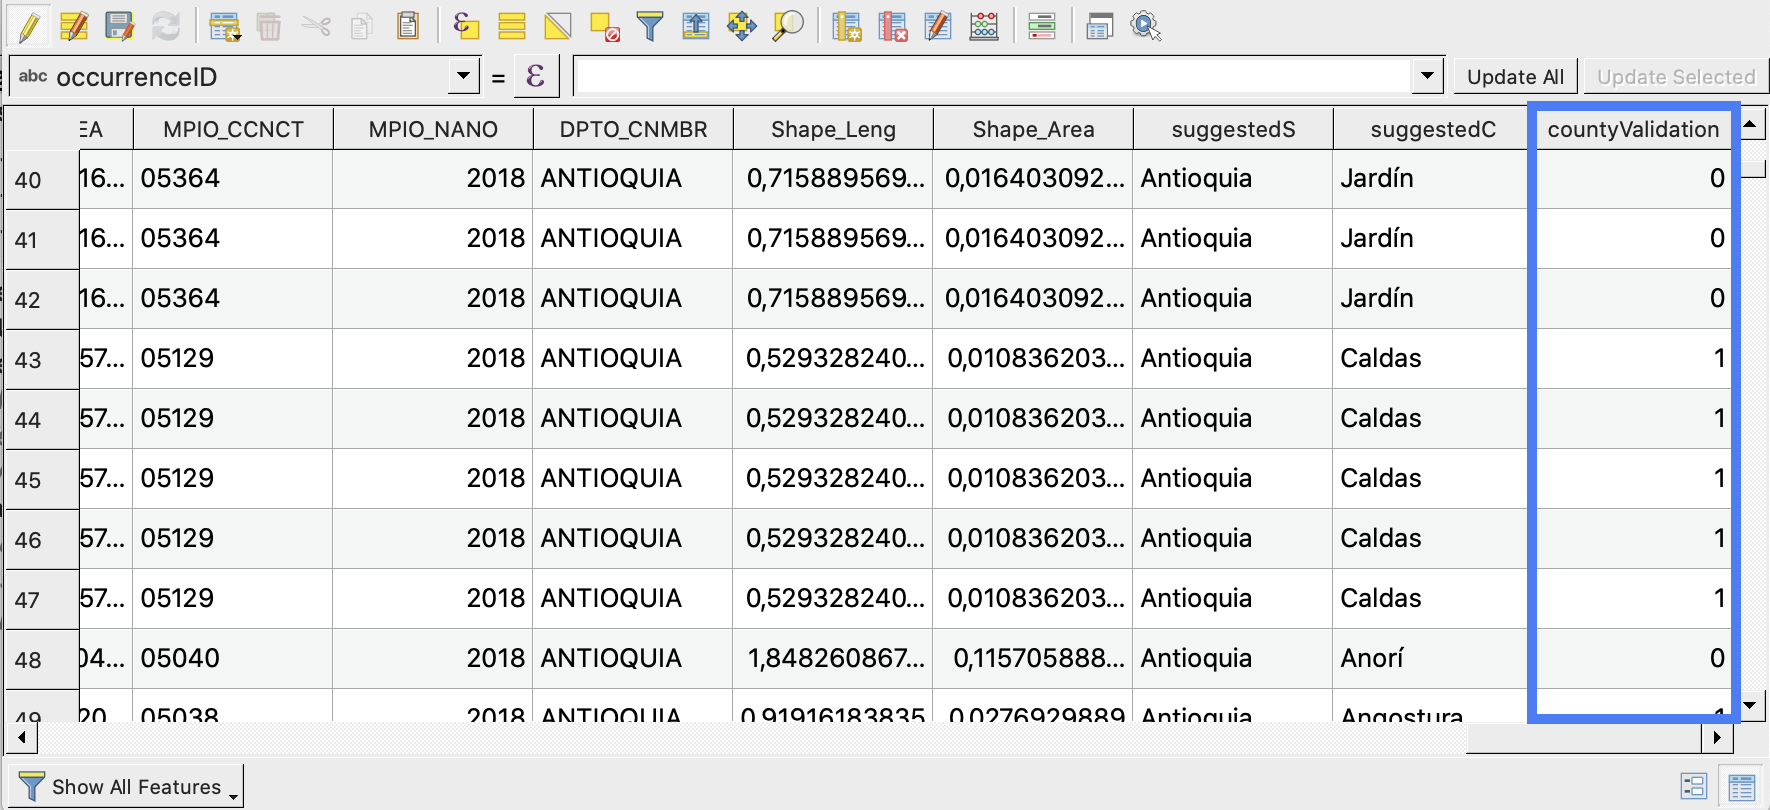 abc occurrenceID = ε Update All Update Selected
EA MPIO_CCNCT MPIO_NANO DPTO_CNMBR Shape_Leng Shape_Area suggestedS suggestedC countyValidation
40 16... 05364 2018 ANTIOQUIA 0,715889569... 0,016403092... Antioquia Jardín 0
41 16... 05364 2018 ANTIOQUIA 0,715889569... 0,016403092... Antioquia Jardín 0
42 16... 05364 2018 ANTIOQUIA 0,715889569... 0,016403092... Antioquia Jardín 0
43 57... 05129 2018 ANTIOQUIA 0,529328240... 0,010836203... Antioquia Caldas 1
44 57... 05129 2018 ANTIOQUIA 0,529328240... 0,010836203... Antioquia Caldas 1
45 57... 05129 2018 ANTIOQUIA 0,529328240... 0,010836203... Antioquia Caldas 1
46 57... 05129 2018 ANTIOQUIA 0,529328240... 0,010836203... Antioquia Caldas 1
47 57... 05129 2018 ANTIOQUIA 0,529328240... 0,010836203... Antioquia Caldas 1
48 04... 05040 2018 ANTIOQUIA 1,848260867... 0,115705888... Antioquia Anorí 0
49 20 05038 2018 ANTIOQUIA 0,91916183835 0,0276929889 Antioquia Angostura 1
Show All Features